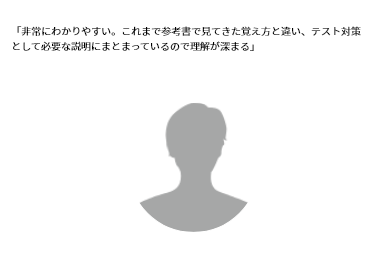 「非常にわかりやすい。これまで参考書で見てきた覚え方と違い、テスト対策
として必要な説明にまとまっているので理解が深まる」